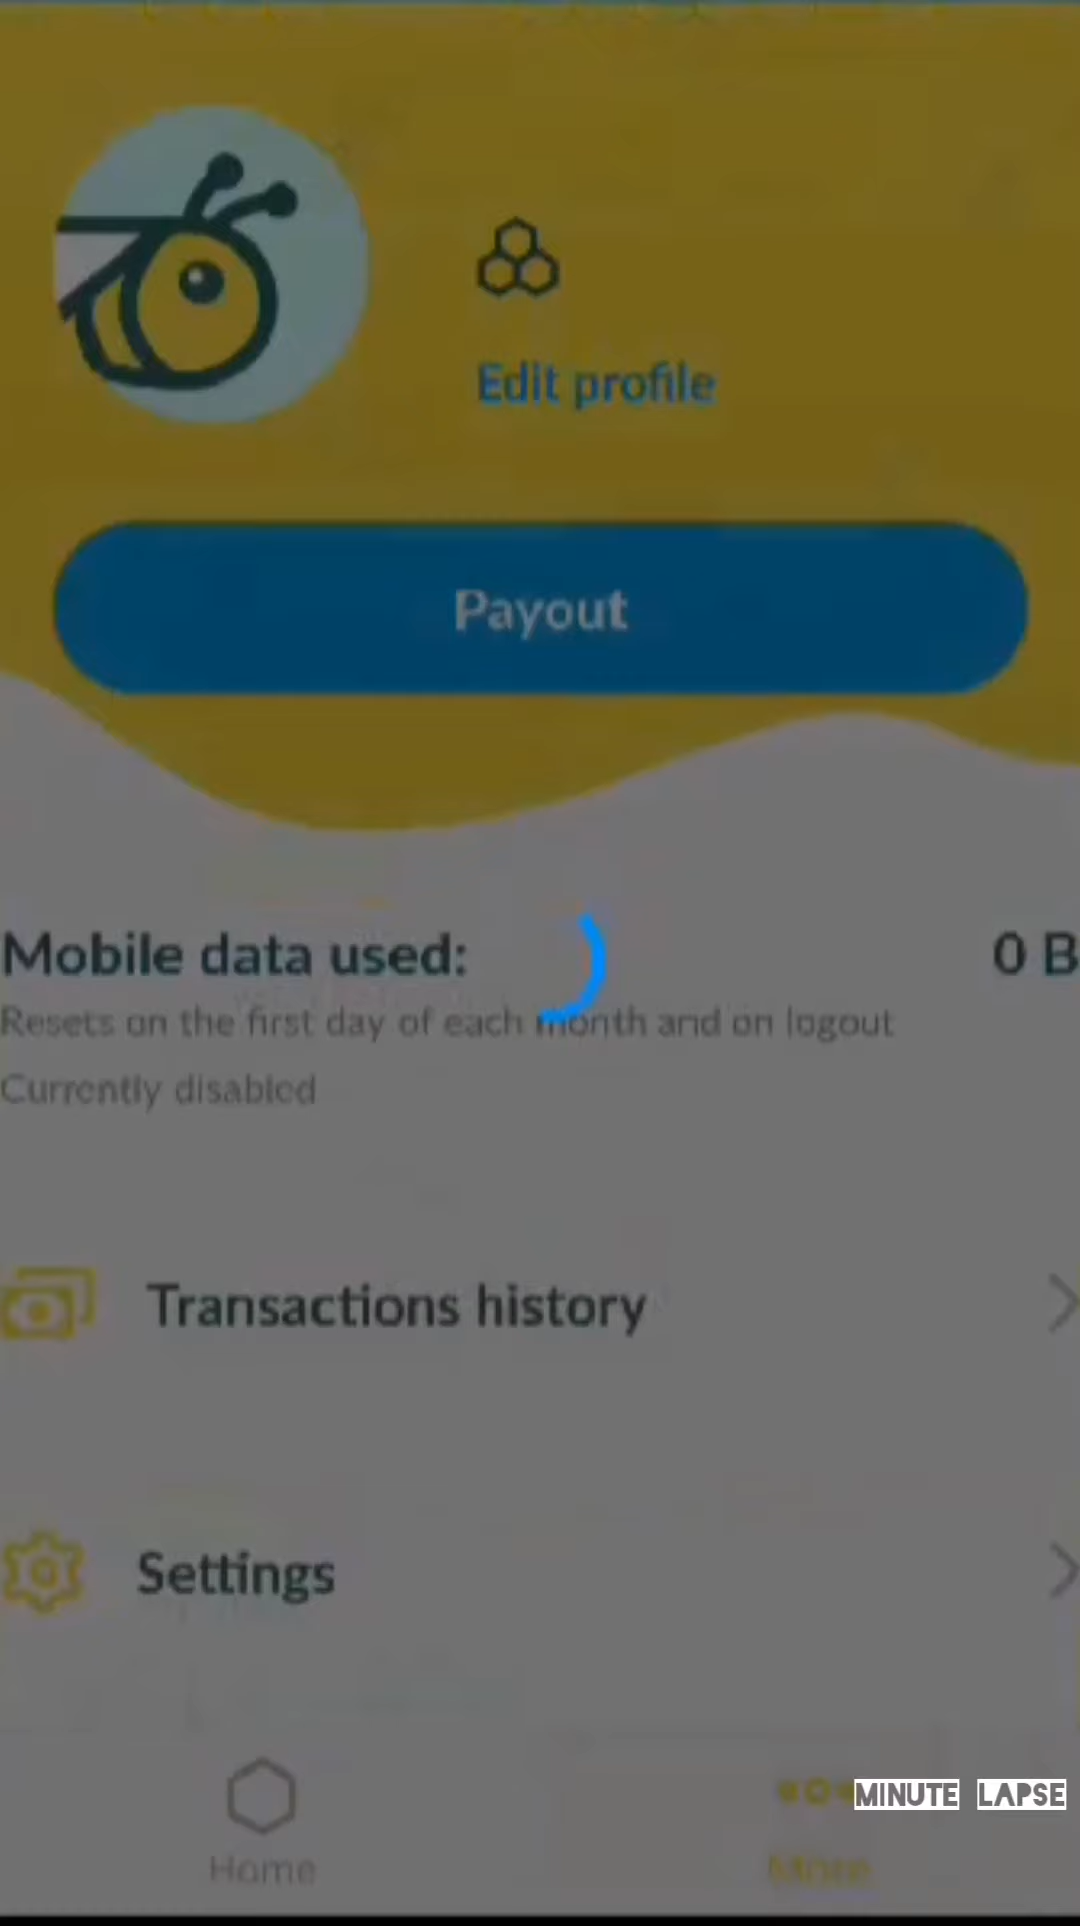 Edit profile
Payout
Mobile data used: 0 B
Resets on the first day of each month and on logout
Currently disabled
Transactions history
Settings
MINUTE LAPSE
Home
More